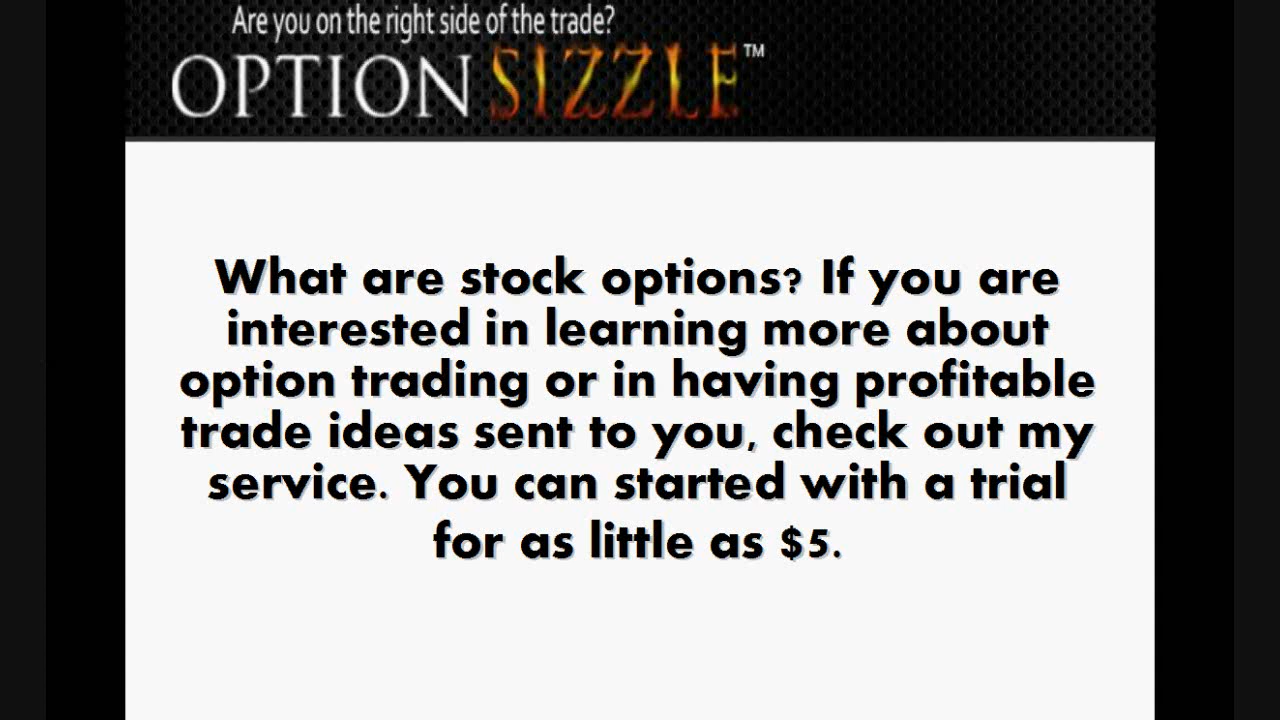 Are you on the right side of the trade?
OPTION SIZZLE™
What are stock options? If you are
interested in learning more about
option trading or in having profitable
trade ideas sent to you, check out my
service. You can started with a trial
for as little as $5.